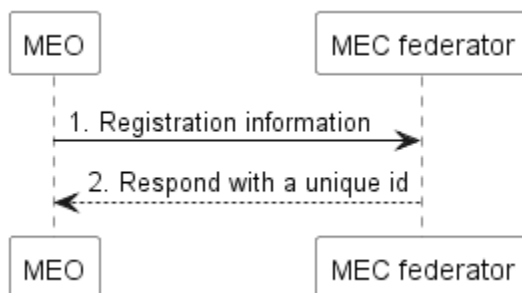 MEO
MEC federator
1. Registration information
2. Respond with a unique id
MEO
MEC federator